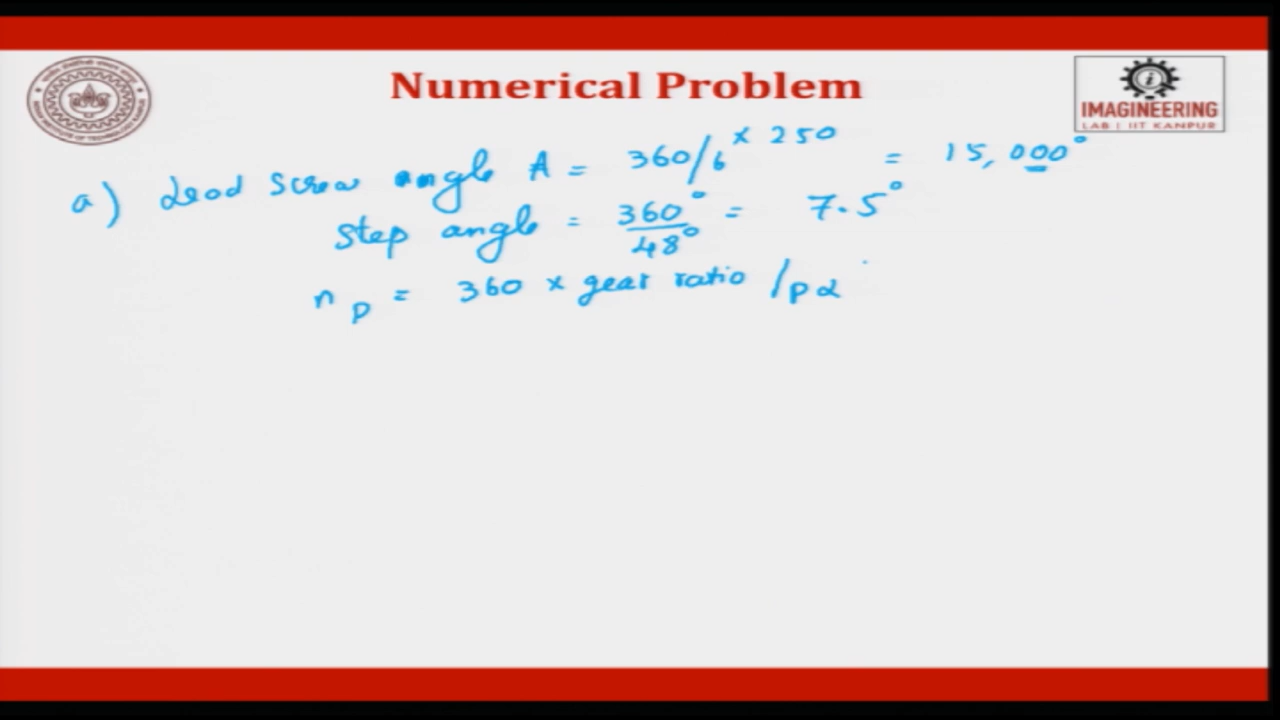 Numerical Problem
IMAGINEERING
LAB | IIT KANPUR
a) Lead Screw angle A = 360/6 × 250 = 15,000°
Step angle = 360°/48° = 7.5°
n_p = 360 × gear ratio /pα